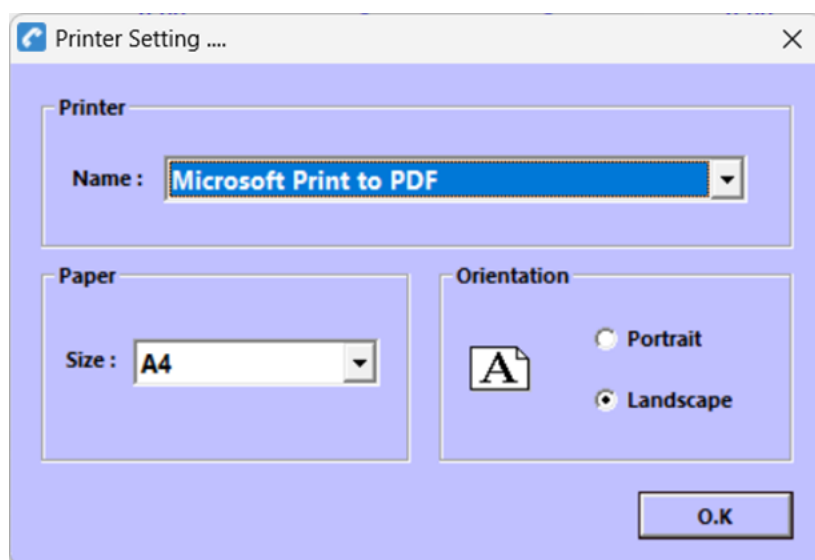 Printer Setting ....
Printer
Name :
Microsoft Print to PDF
Paper
Size :
A4
Orientation
A
Portrait
Landscape
O.K